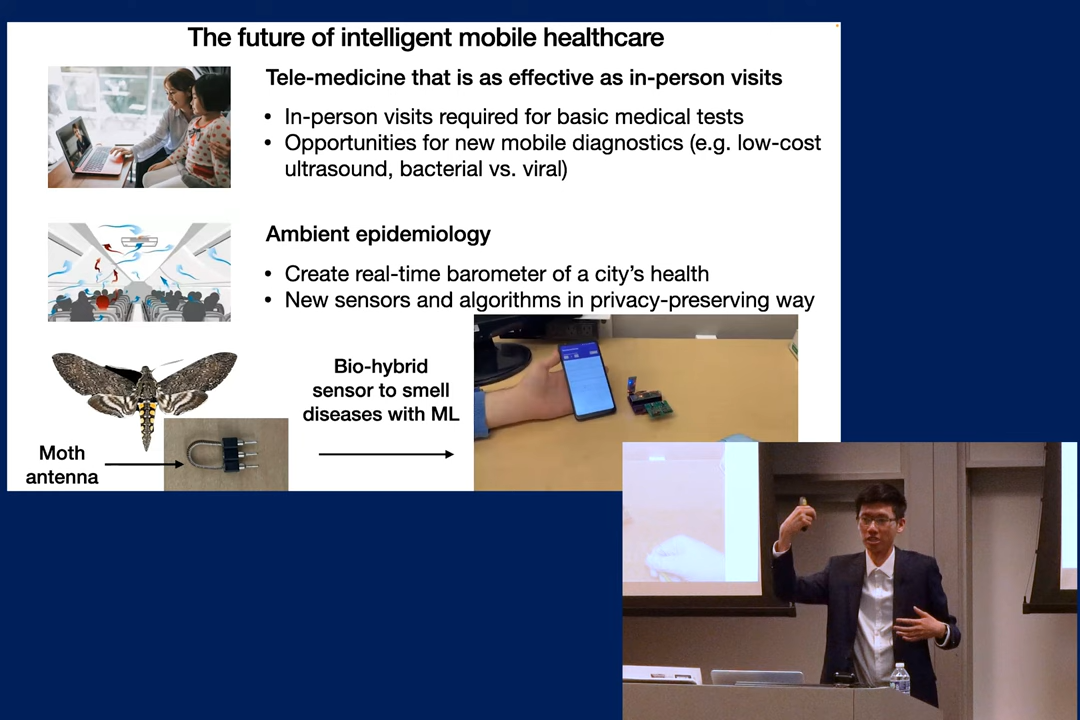 The future of intelligent mobile healthcare
Tele-medicine that is as effective as in-person visits
• In-person visits required for basic medical tests
• Opportunities for new mobile diagnostics (e.g. low-cost
ultrasound, bacterial vs. viral)
Ambient epidemiology
• Create real-time barometer of a city's health
• New sensors and algorithms in privacy-preserving way
Bio-hybrid
sensor to smell
diseases with ML
Moth
antenna